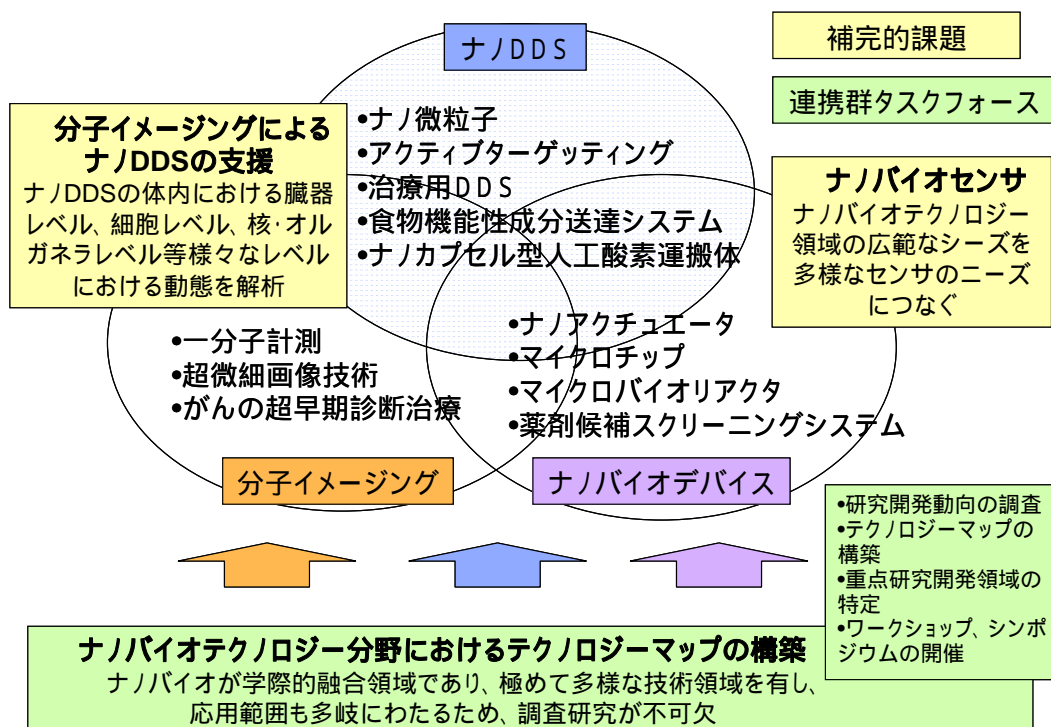 ナノDDS
補完的課題
連携群タスクフォース
分子イメージングによる
ナノDDSの支援
ナノDDSの体内における臓器
レベル、細胞レベル、核・オル
ガネラレベル等様々なレベル
における動態を解析
•ナノ微粒子
•アクティブターゲッティング
•治療用DDS
•食物機能性成分送達システム
•ナノカプセル型人工酸素運搬体
ナノバイオセンサ
ナノバイオテクノロジー
領域の広範なシーズを
多様なセンサのニーズ
につなぐ
•一分子計測
•超微細画像技術
•がんの超早期診断治療
•ナノアクチュエータ
•マイクロチップ
•マイクロバイオリアクタ
•薬剤候補スクリーニングシステム
分子イメージング
ナノバイオデバイス
•研究開発動向の調査
•テクノロジーマップの
構築
•重点研究開発領域の
特定
•ワークショップ、シンポ
ジウムの開催
ナノバイオテクノロジー分野におけるテクノロジーマップの構築
ナノバイオが学際的融合領域であり、極めて多様な技術領域を有し、
応用範囲も多岐にわたるため、調査研究が不可欠